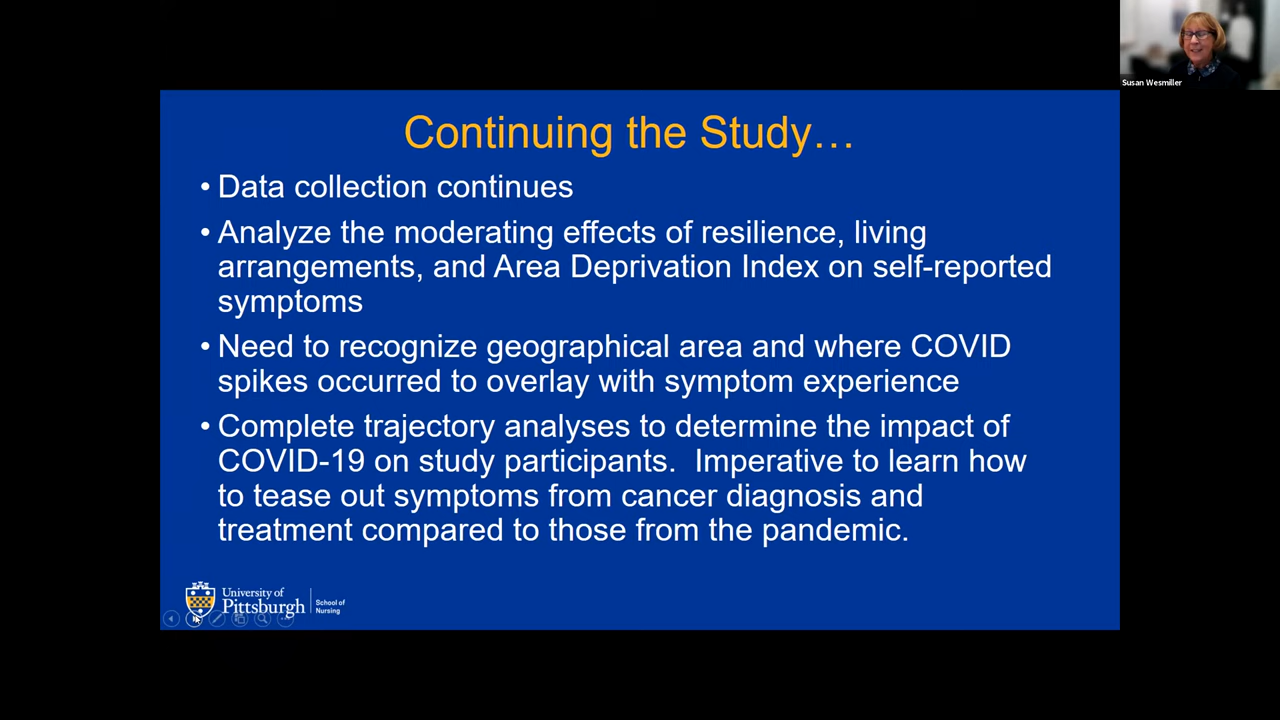 Susan Wesmiller
Continuing the Study…
• Data collection continues
• Analyze the moderating effects of resilience, living
arrangements, and Area Deprivation Index on self-reported
symptoms
• Need to recognize geographical area and where COVID
spikes occurred to overlay with symptom experience
• Complete trajectory analyses to determine the impact of
COVID-19 on study participants.  Imperative to learn how
to tease out symptoms from cancer diagnosis and
treatment compared to those from the pandemic.
University of
Pittsburgh
School of
Nursing